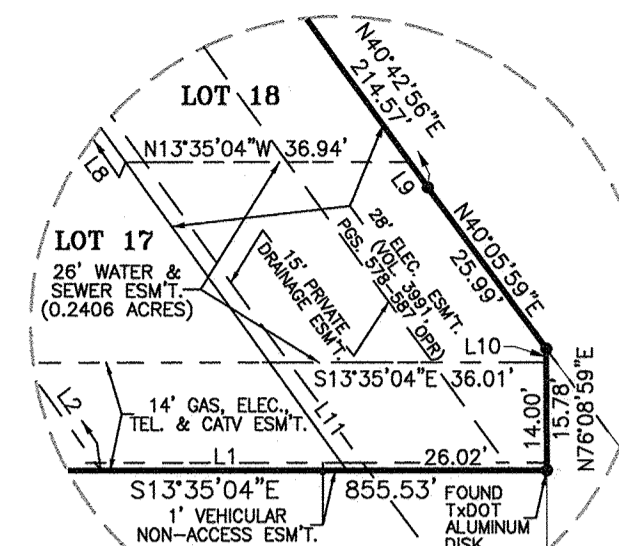 N40°42'56"E
214.57'
LOT 18
N13°35'04"W 36.94'
L8
L9
N40°05'59"E
25.99'
LOT 17
26' WATER &
SEWER ESM'T.
(0.2406 ACRES)
15' PRIVATE
DRAINAGE ESM'T.
28' ELEC. ESM'T.
(VOL. 3991,
PGS. 578-587 OPR)
L10
S13°35'04"E 36.01'
L2
14' GAS, ELEC.,
TEL. & CATV ESM'T.
L11
14.00'
15.78'
N76°08'59"E
L1
26.02'
S13°35'04"E 855.53'
1' VEHICULAR
NON-ACCESS ESM'T.
FOUND
TxDOT
ALUMINUM
DISK